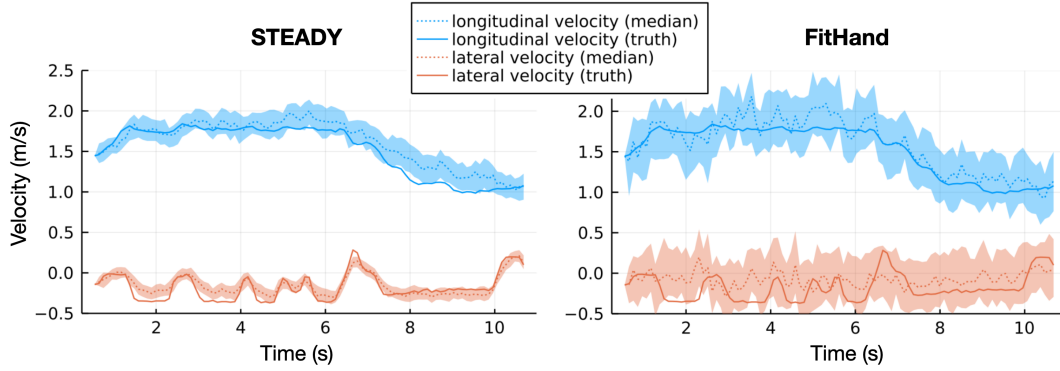 STEADY
FitHand
longitudinal velocity (median)
longitudinal velocity (truth)
lateral velocity (median)
lateral velocity (truth)
Velocity (m/s)
2.5
2.0
1.5
1.0
0.5
0.0
−0.5
2 4 6 8 10
Time (s)
2.0
1.5
1.0
0.5
0.0
−0.5
2 4 6 8 10
Time (s)